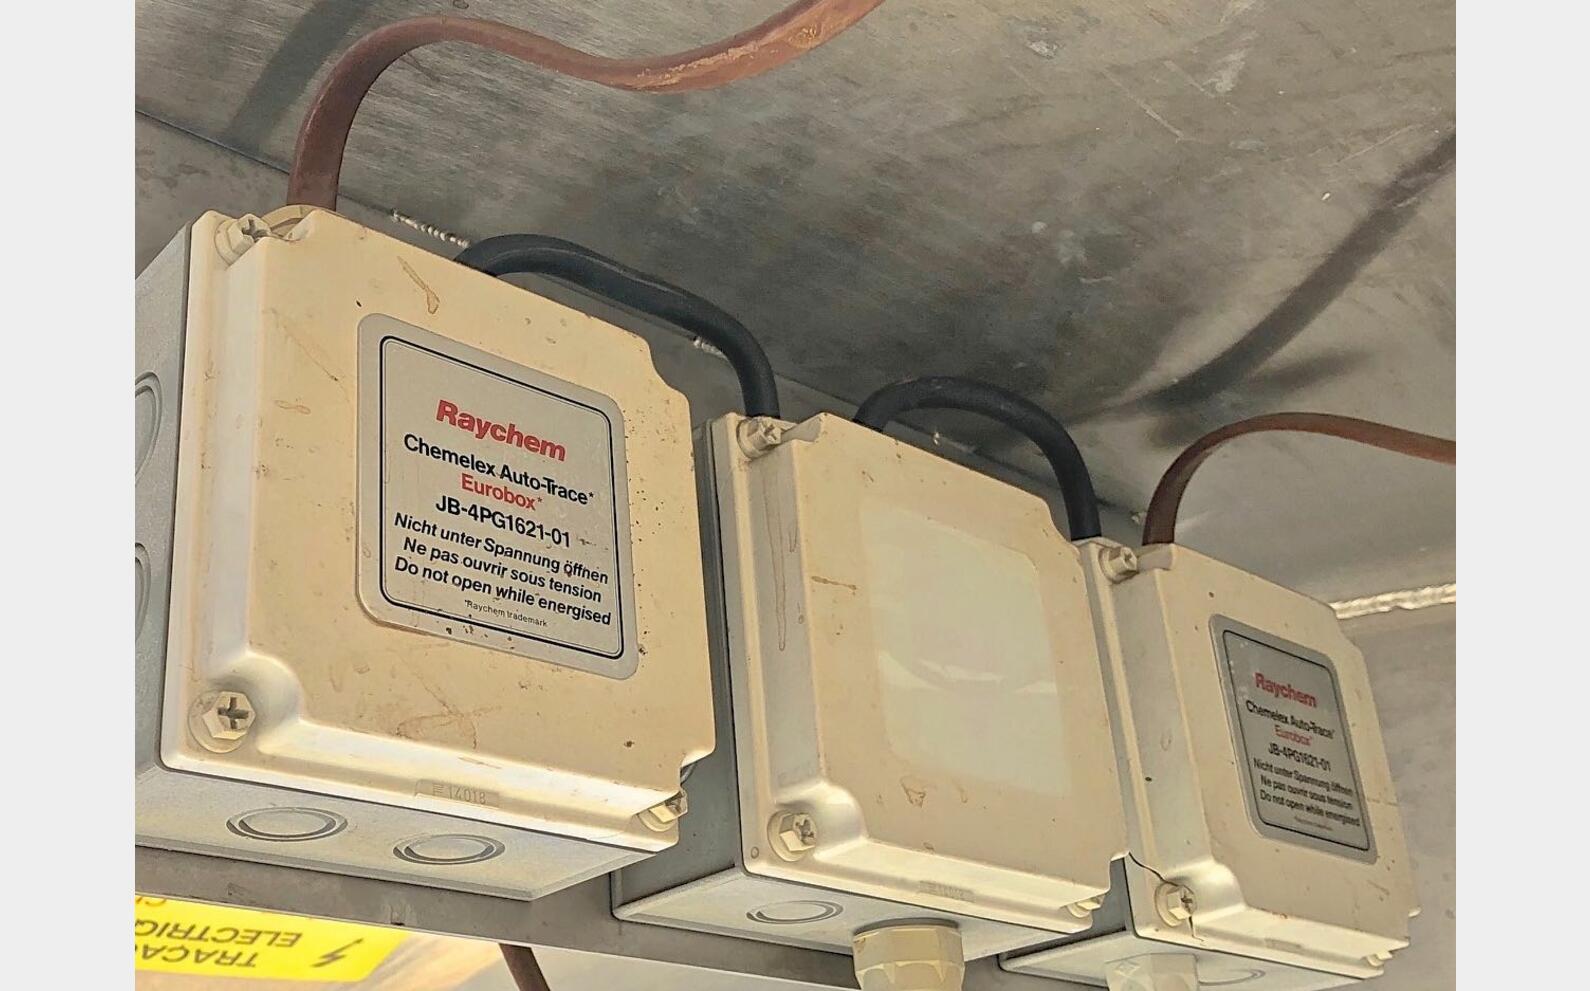 Raychem
Chemelex Auto-Trace*
Eurobox*
JB-4PG1621-01
Nicht unter Spannung öffnen
Ne pas ouvrir sous tension
Do not open while energised
*Raychem trademark
14018
Raychem
Chemelex Auto-Trace*
Eurobox*
JB-4PG1621-01
Nicht unter Spannung öffnen
Ne pas ouvrir sous tension
Do not open while energised